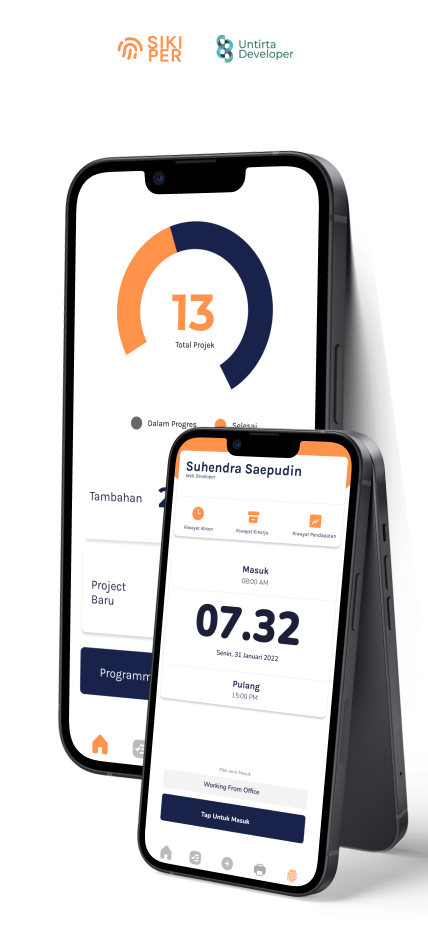 SIKI
PER
Untirta
Developer
13
Total Projek
Dalam Progres
Selesai
Tambahan
Project
Baru
Suhendra Saepudin
Web Developer
Riwayat Absen
Riwayat Kinerja
Riwayat Pendapatan
Masuk
08:00 AM
07.32
Senin, 31 Januari 2022
Pulang
15:00 PM
Pilih Jenis Masuk
Working From Office
Tap Untuk Masuk